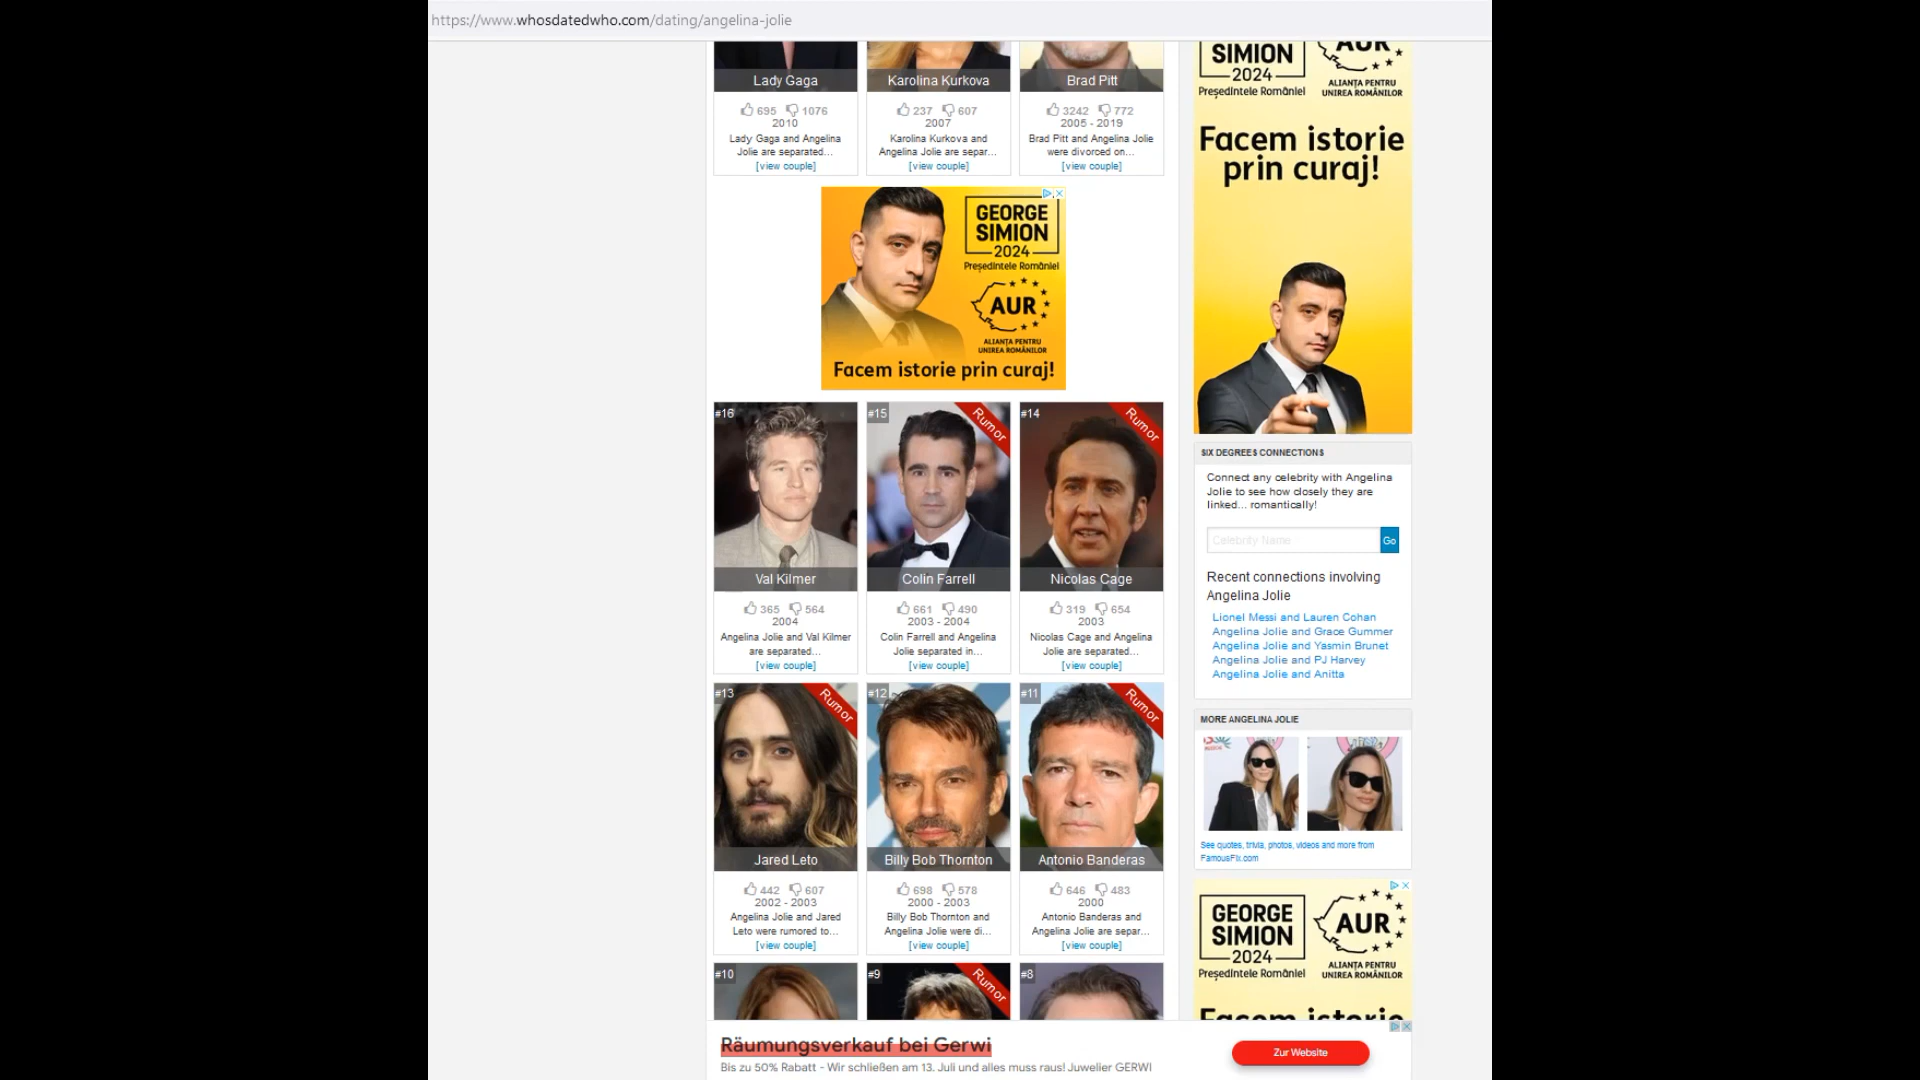 https://www.whosdatedwho.com/dating/angelina-jolie
Lady Gaga
695 1076
2010
Lady Gaga and Angelina
Jolie are separated...
[view couple]
Karolina Kurkova
237 607
2007
Karolina Kurkova and
Angelina Jolie are separ...
[view couple]
Brad Pitt
3242 772
2005 - 2019
Brad Pitt and Angelina Jolie
were divorced on...
[view couple]
GEORGE
SIMION
2024
Președintele României
AUR
ALIANȚA PENTRU
UNIREA ROMÂNILOR
Facem istorie prin curaj!
#16
Val Kilmer
365 564
2004
Angelina Jolie and Val Kilmer
are separated...
[view couple]
#15
Rumor
Colin Farrell
661 490
2003 - 2004
Colin Farrell and Angelina
Jolie separated in...
[view couple]
#14
Rumor
Nicolas Cage
319 654
2003
Nicolas Cage and Angelina
Jolie are separated...
[view couple]
#13
Rumor
Jared Leto
442 607
2002 - 2003
Angelina Jolie and Jared
Leto were rumored to...
[view couple]
#12
Billy Bob Thornton
698 578
2000 - 2003
Billy Bob Thornton and
Angelina Jolie were di...
[view couple]
#11
Rumor
Antonio Banderas
646 483
2000
Antonio Banderas and
Angelina Jolie are separ...
[view couple]
#10
#9
Rumor
#8
SIMION
2024
Președintele României
AUR
ALIANȚA PENTRU
UNIREA ROMÂNILOR
Facem istorie
prin curaj!
SIX DEGREES CONNECTIONS
Connect any celebrity with Angelina
Jolie to see how closely they are
linked... romantically!
Celebrity Name
Go
Recent connections involving
Angelina Jolie
Lionel Messi and Lauren Cohan
Angelina Jolie and Grace Gummer
Angelina Jolie and Yasmin Brunet
Angelina Jolie and PJ Harvey
Angelina Jolie and Anitta
MORE ANGELINA JOLIE
See quotes, trivia, photos, videos and more from
FamousFix.com
GEORGE
SIMION
2024
Președintele României
AUR
ALIANȚA PENTRU
UNIREA ROMÂNILOR
Facem istorie
Räumungsverkauf bei Gerwi
Bis zu 50% Rabatt - Wir schließen am 13. Juli und alles muss raus! Juwelier GERWI
Zur Website